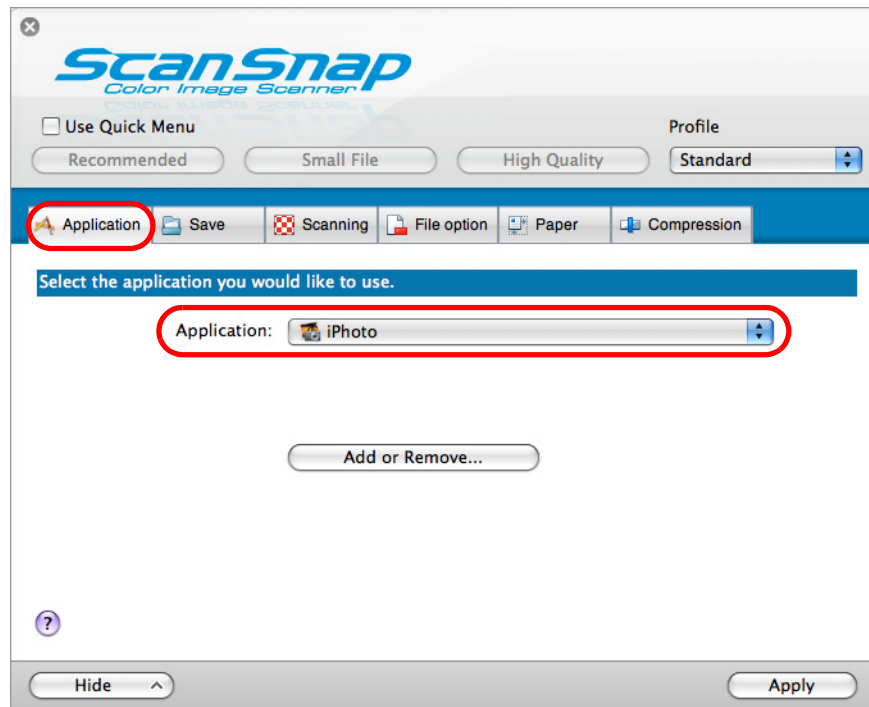 ScanSnap
Color Image Scanner
Use Quick Menu
Profile
Recommended
Small File
High Quality
Standard
Application
Save
Scanning
File option
Paper
Compression
Select the application you would like to use.
Application: iPhoto
Add or Remove...
?
Hide
Apply